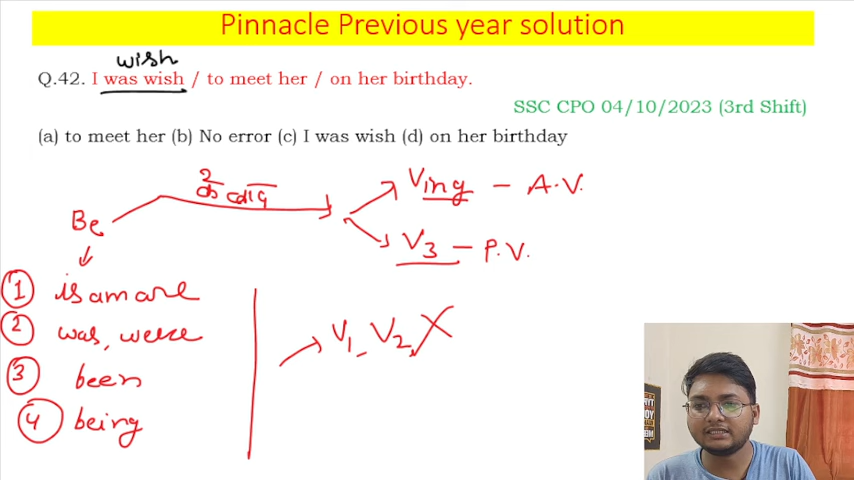 Pinnacle Previous year solution
wish
Q.42. I was wish / to meet her / on her birthday.
SSC CPO 04/10/2023 (3rd Shift)
(a) to meet her (b) No error (c) I was wish (d) on her birthday
Be
Ving - A.V.
V3 - P.V.
1 is am are
2 was, were
3 been
4 being
V1 V2 X